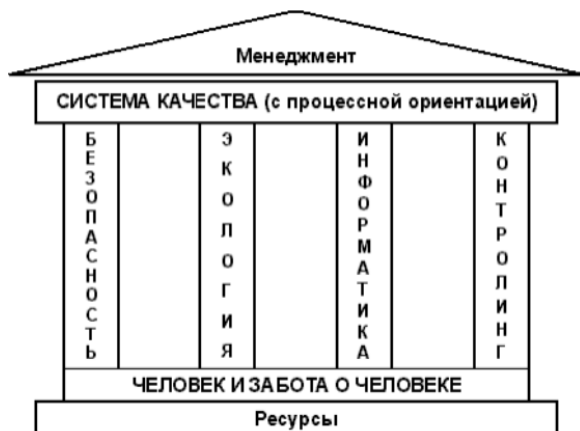 Менеджмент
СИСТЕМА КАЧЕСТВА (с процессной ориентацией)
БЕЗОПАСНОСТЬ
ЭКОЛОГИЯ
ИНФОРМАТИКА
КОНТРОЛИНГ
ЧЕЛОВЕК И ЗАБОТА О ЧЕЛОВЕКЕ
Ресурсы